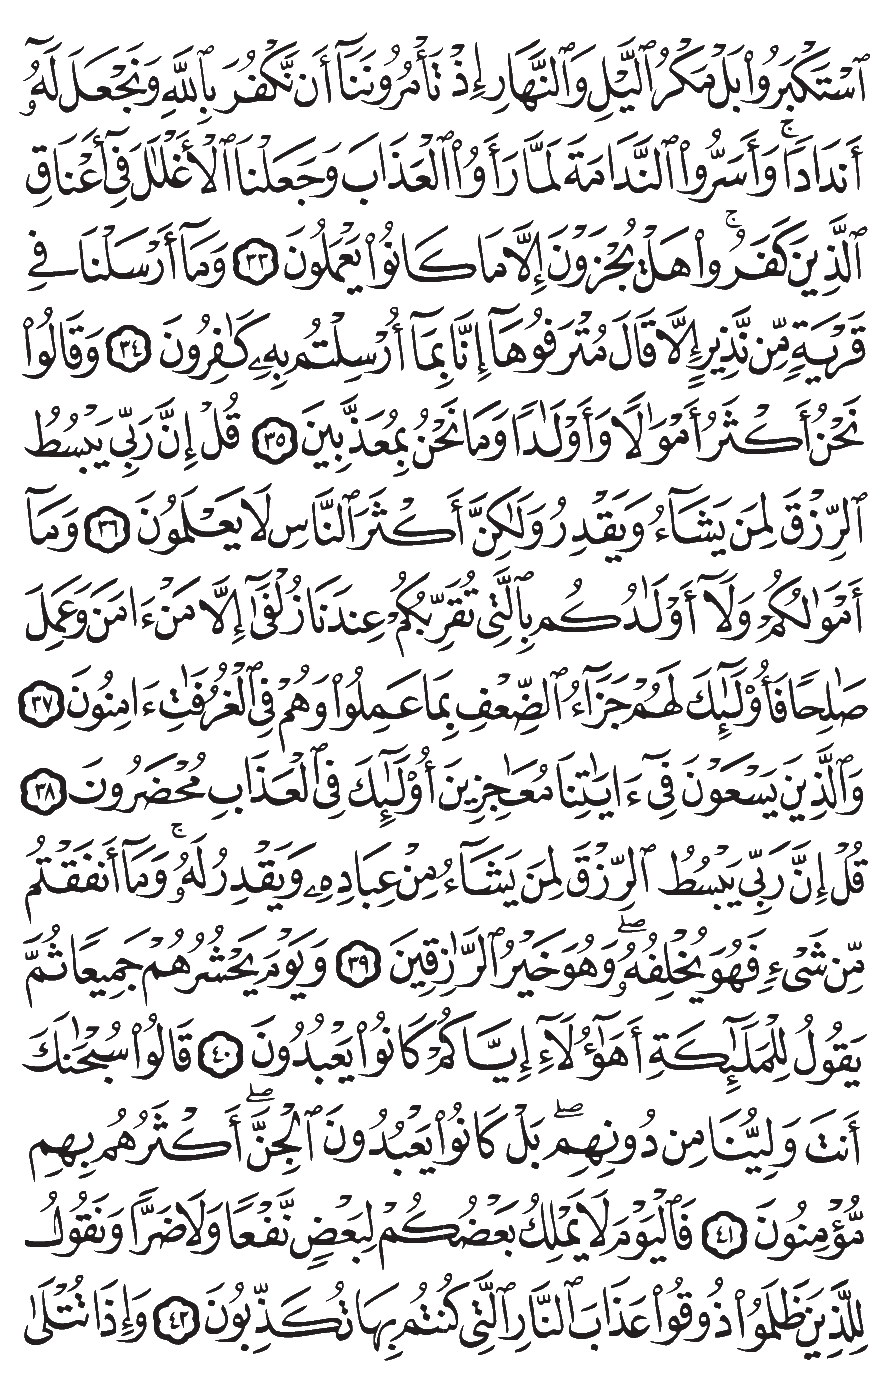 ٱسْتَكْبَرُوا۟ بَلْ مَكْرُ ٱلَّيْلِ وَٱلنَّهَارِ إِذْ تَأْمُرُونَنَآ أَن نَّكْفُرَ بِٱللَّهِ وَنَجْعَلَ لَهُۥٓ
أَندَادًا ۚ وَأَسَرُّوا۟ ٱلنَّدَامَةَ لَمَّا رَأَوُا۟ ٱلْعَذَابَ وَجَعَلْنَا ٱلْأَغْلَـٰلَ فِىٓ أَعْنَاقِ
ٱلَّذِينَ كَفَرُوا۟ ۚ هَلْ يُجْزَوْنَ إِلَّا مَا كَانُوا۟ يَعْمَلُونَ ٣٣ وَمَآ أَرْسَلْنَا فِى
قَرْيَةٍ مِّن نَّذِيرٍ إِلَّا قَالَ مُتْرَفُوهَآ إِنَّا بِمَآ أُرْسِلْتُم بِهِۦ كَـٰفِرُونَ ٣٤ وَقَالُوا۟
نَحْنُ أَكْثَرُ أَمْوَٰلًا وَأَوْلَـٰدًا وَمَا نَحْنُ بِمُعَذَّبِينَ ٣٥ قُلْ إِنَّ رَبِّى يَبْسُطُ
ٱلرِّزْقَ لِمَن يَشَآءُ وَيَقْدِرُ وَلَـٰكِنَّ أَكْثَرَ ٱلنَّاسِ لَا يَعْلَمُونَ ٣٦ وَمَآ
أَمْوَٰلُكُمْ وَلَآ أَوْلَـٰدُكُم بِٱلَّتِى تُقَرِّبُكُمْ عِندَنَا زُلْفَىٰٓ إِلَّا مَنْ ءَامَنَ وَعَمِلَ
صَـٰلِحًا فَأُو۟لَـٰٓئِكَ لَهُمْ جَزَآءُ ٱلضِّعْفِ بِمَا عَمِلُوا۟ وَهُمْ فِى ٱلْغُرُفَـٰتِ ءَامِنُونَ ٣٧
وَٱلَّذِينَ يَسْعَوْنَ فِىٓ ءَايَـٰتِنَا مُعَـٰجِزِينَ أُو۟لَـٰٓئِكَ فِى ٱلْعَذَابِ مُحْضَرُونَ ٣٨
قُلْ إِنَّ رَبِّى يَبْسُطُ ٱلرِّزْقَ لِمَن يَشَآءُ مِنْ عِبَادِهِۦ وَيَقْدِرُ لَهُۥ ۚ وَمَآ أَنفَقْتُم
مِّن شَىْءٍ فَهُوَ يُخْلِفُهُۥ ۖ وَهُوَ خَيْرُ ٱلرَّٰزِقِينَ ٣٩ وَيَوْمَ يَحْشُرُهُمْ جَمِيعًا ثُمَّ
يَقُولُ لِلْمَلَـٰٓئِكَةِ أَهَـٰٓؤُلَآءِ إِيَّاكُمْ كَانُوا۟ يَعْبُدُونَ ٤٠ قَالُوا۟ سُبْحَـٰنَكَ
أَنتَ وَلِيُّنَا مِن دُونِهِم ۖ بَلْ كَانُوا۟ يَعْبُدُونَ ٱلْجِنَّ ۖ أَكْثَرُهُم بِهِم
مُّؤْمِنُونَ ٤١ فَٱلْيَوْمَ لَا يَمْلِكُ بَعْضُكُمْ لِبَعْضٍ نَّفْعًا وَلَا ضَرًّا وَنَقُولُ
لِلَّذِينَ ظَلَمُوا۟ ذُوقُوا۟ عَذَابَ ٱلنَّارِ ٱلَّتِى كُنتُم بِهَا تُكَذِّبُونَ ٤٢ وَإِذَا تُتْلَىٰ